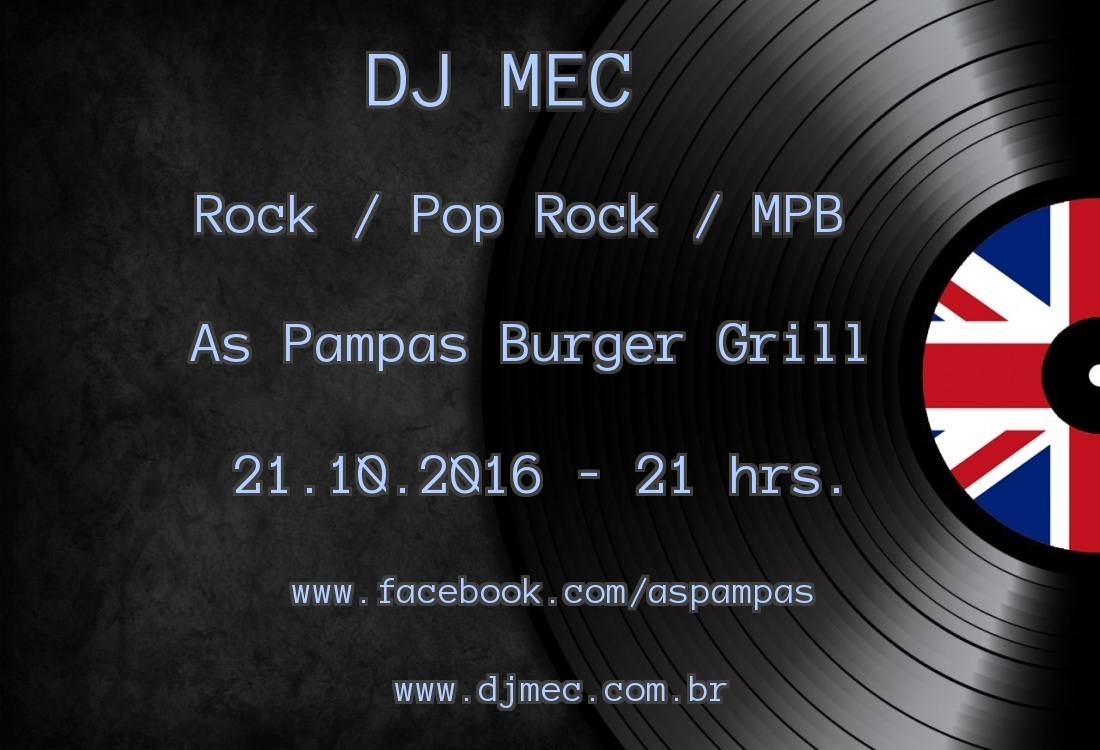 DJ MEC
Rock / Pop Rock / MPB
As Pampas Burger Grill
21.10.2016 - 21 hrs.
www.facebook.com/aspampas
www.djmec.com.br